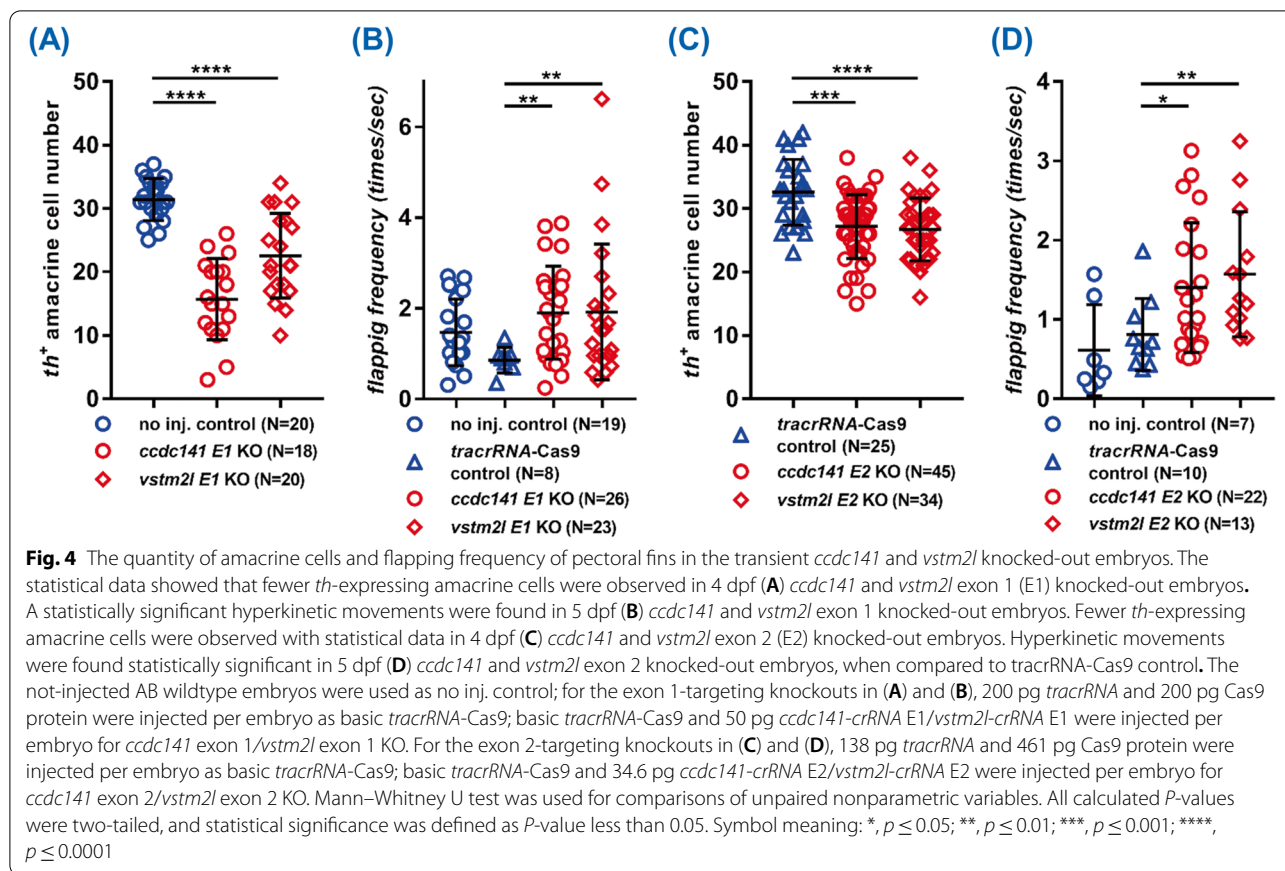 (A)
****
****
th+ amacrine cell number
50
40
30
20
10
0
no inj. control (N=20)
ccdc141 E1 KO (N=18)
vstm2l E1 KO (N=20)
(B)
**
**
flappig frequency (times/sec)
6
4
2
0
no inj. control (N=19)
tracrRNA-Cas9
control (N=8)
ccdc141 E1 KO (N=26)
vstm2l E1 KO (N=23)
(C)
****
***
th+ amacrine cell number
50
40
30
20
10
0
tracrRNA-Cas9
control (N=25)
ccdc141 E2 KO (N=45)
vstm2l E2 KO (N=34)
(D)
**
*
flappig frequency (times/sec)
4
3
2
1
0
no inj. control (N=7)
tracrRNA-Cas9
control (N=10)
ccdc141 E2 KO (N=22)
vstm2l E2 KO (N=13)
Fig. 4 The quantity of amacrine cells and flapping frequency of pectoral fins in the transient ccdc141 and vstm2l knocked-out embryos. The
statistical data showed that fewer th-expressing amacrine cells were observed in 4 dpf (A) ccdc141 and vstm2l exon 1 (E1) knocked-out embryos.
A statistically significant hyperkinetic movements were found in 5 dpf (B) ccdc141 and vstm2l exon 1 knocked-out embryos. Fewer th-expressing
amacrine cells were observed with statistical data in 4 dpf (C) ccdc141 and vstm2l exon 2 (E2) knocked-out embryos. Hyperkinetic movements
were found statistically significant in 5 dpf (D) ccdc141 and vstm2l exon 2 knocked-out embryos, when compared to tracrRNA-Cas9 control. The
not-injected AB wildtype embryos were used as no inj. control; for the exon 1-targeting knockouts in (A) and (B), 200 pg tracrRNA and 200 pg Cas9
protein were injected per embryo as basic tracrRNA-Cas9; basic tracrRNA-Cas9 and 50 pg ccdc141-crRNA E1/vstm2l-crRNA E1 were injected per
embryo for ccdc141 exon 1/vstm2l exon 1 KO. For the exon 2-targeting knockouts in (C) and (D), 138 pg tracrRNA and 461 pg Cas9 protein were
injected per embryo as basic tracrRNA-Cas9; basic tracrRNA-Cas9 and 34.6 pg ccdc141-crRNA E2/vstm2l-crRNA E2 were injected per embryo for
ccdc141 exon 2/vstm2l exon 2 KO. Mann–Whitney U test was used for comparisons of unpaired nonparametric variables. All calculated P-values
were two-tailed, and statistical significance was defined as P-value less than 0.05. Symbol meaning: *, p ≤ 0.05; **, p ≤ 0.01; ***, p ≤ 0.001; ****,
p ≤ 0.0001